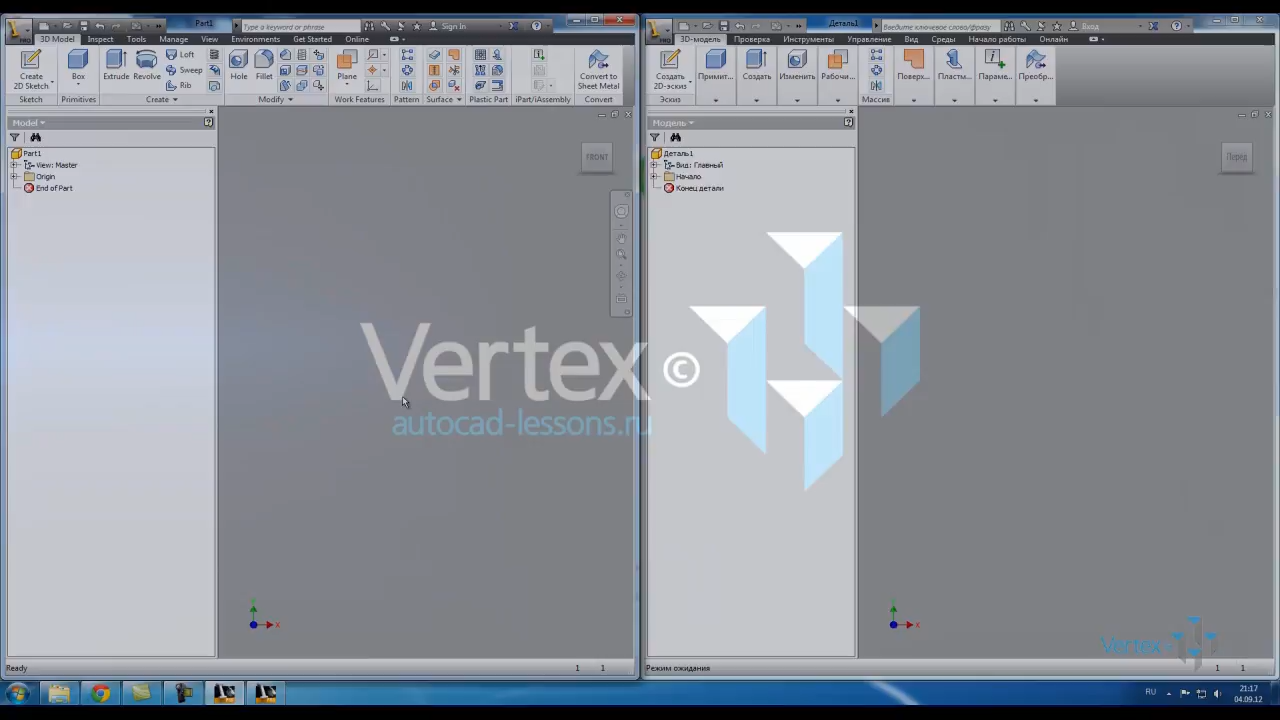 Part1
Type a keyword or phrase
Sign In
PRO
3D Model
Inspect
Tools
Manage
View
Environments
Get Started
Online
Create
2D Sketch
Box
Extrude
Revolve
Loft
Sweep
Rib
Hole
Fillet
Plane
Convert to
Sheet Metal
Sketch
Primitives
Create
Modify
Work Features
Pattern
Surface
Plastic Part
iPart/iAssembly
Convert
Model
Part1
View: Master
Origin
End of Part
FRONT
X
Ready
1 1
Деталь1
Введите ключевое слово/фразу
Вход
PRO
3D-модель
Проверка
Инструменты
Управление
Вид
Среды
Начало работы
Онлайн
Создать
2D-эскиз
Примит...
Создать
Изменить
Рабочи...
Поверх...
Пластм...
Параме...
Преобр...
Эскиз
Массив
Модель
Деталь1
Вид: Главный
Начало
Конец детали
Перед
X
Режим ожидания
1 1
Vertex ©
autocad-lessons.ru
Vertex
RU
21:17
04.09.12